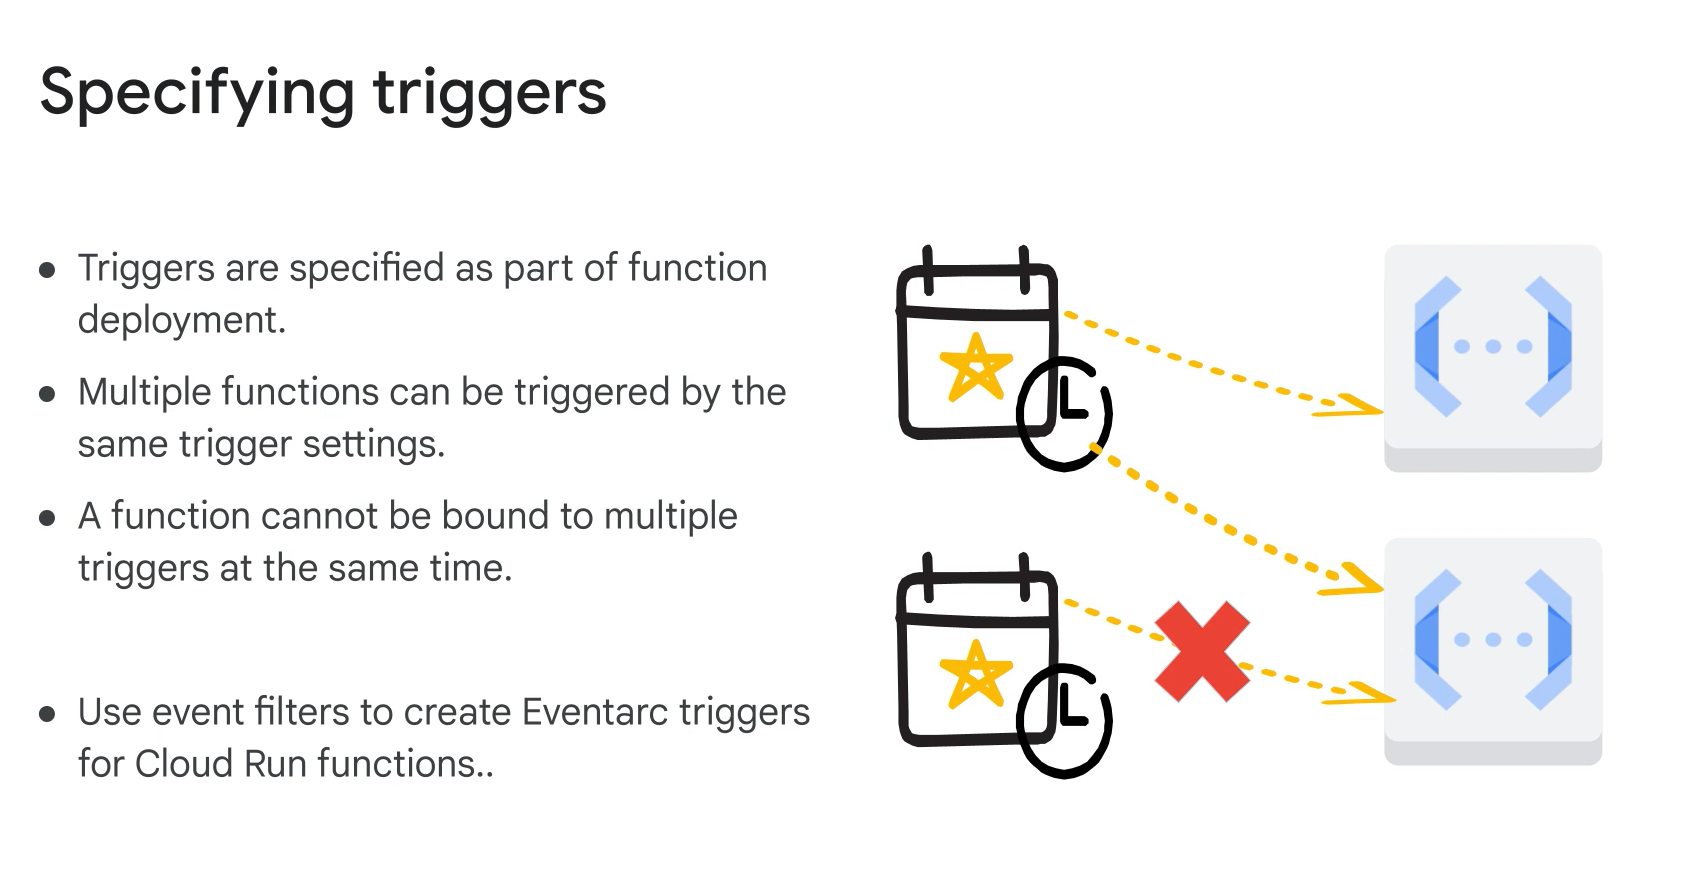 Specifying triggers
● Triggers are specified as part of function
deployment.
● Multiple functions can be triggered by the
same trigger settings.
● A function cannot be bound to multiple
triggers at the same time.
● Use event filters to create Eventarc triggers
for Cloud Run functions..